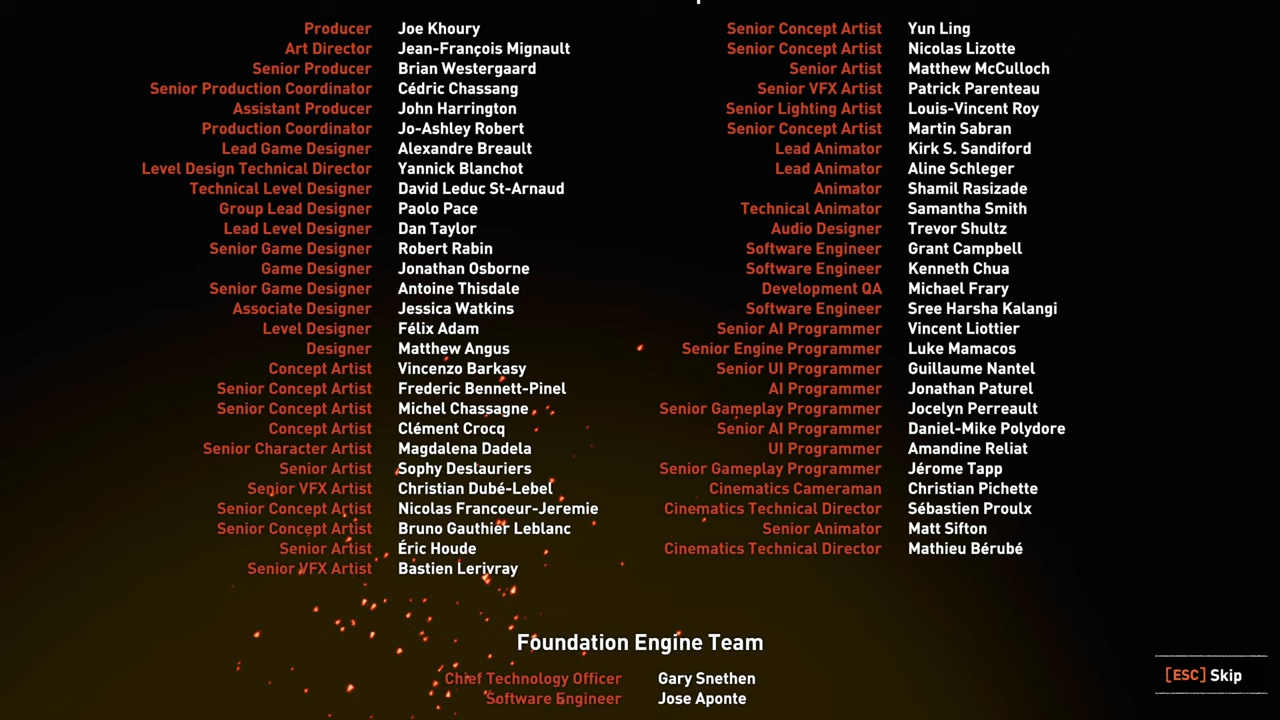 Producer Joe Khoury
Art Director Jean-François Mignault
Senior Producer Brian Westergaard
Senior Production Coordinator Cédric Chassang
Assistant Producer John Harrington
Production Coordinator Jo-Ashley Robert
Lead Game Designer Alexandre Breault
Level Design Technical Director Yannick Blanchot
Technical Level Designer David Leduc St-Arnaud
Group Lead Designer Paolo Pace
Lead Level Designer Dan Taylor
Senior Game Designer Robert Rabin
Game Designer Jonathan Osborne
Senior Game Designer Antoine Thisdale
Associate Designer Jessica Watkins
Level Designer Félix Adam
Designer Matthew Angus
Concept Artist Vincenzo Barkasy
Senior Concept Artist Frederic Bennett-Pinel
Senior Concept Artist Michel Chassagne
Concept Artist Clément Crocq
Senior Character Artist Magdalena Dadela
Senior Artist Sophy Deslauriers
Senior VFX Artist Christian Dubé-Lebel
Senior Concept Artist Nicolas Francoeur-Jeremie
Senior Concept Artist Bruno Gauthier Leblanc
Senior Artist Éric Houde
Senior VFX Artist Bastien Lerivray
Senior Concept Artist Yun Ling
Senior Concept Artist Nicolas Lizotte
Senior Artist Matthew McCulloch
Senior VFX Artist Patrick Parenteau
Senior Lighting Artist Louis-Vincent Roy
Senior Concept Artist Martin Sabran
Lead Animator Kirk S. Sandiford
Lead Animator Aline Schleger
Animator Shamil Rasizade
Technical Animator Samantha Smith
Audio Designer Trevor Shultz
Software Engineer Grant Campbell
Software Engineer Kenneth Chua
Development QA Michael Frary
Software Engineer Sree Harsha Kalangi
Senior AI Programmer Vincent Liottier
Senior Engine Programmer Luke Mamacos
Senior UI Programmer Guillaume Nantel
AI Programmer Jonathan Paturel
Senior Gameplay Programmer Jocelyn Perreault
Senior AI Programmer Daniel-Mike Polydore
UI Programmer Amandine Reliat
Senior Gameplay Programmer Jérome Tapp
Cinematics Cameraman Christian Pichette
Cinematics Technical Director Sébastien Proulx
Senior Animator Matt Sifton
Cinematics Technical Director Mathieu Bérubé
Foundation Engine Team
Chief Technology Officer Gary Snethen
Software Engineer Jose Aponte
[ESC] Skip